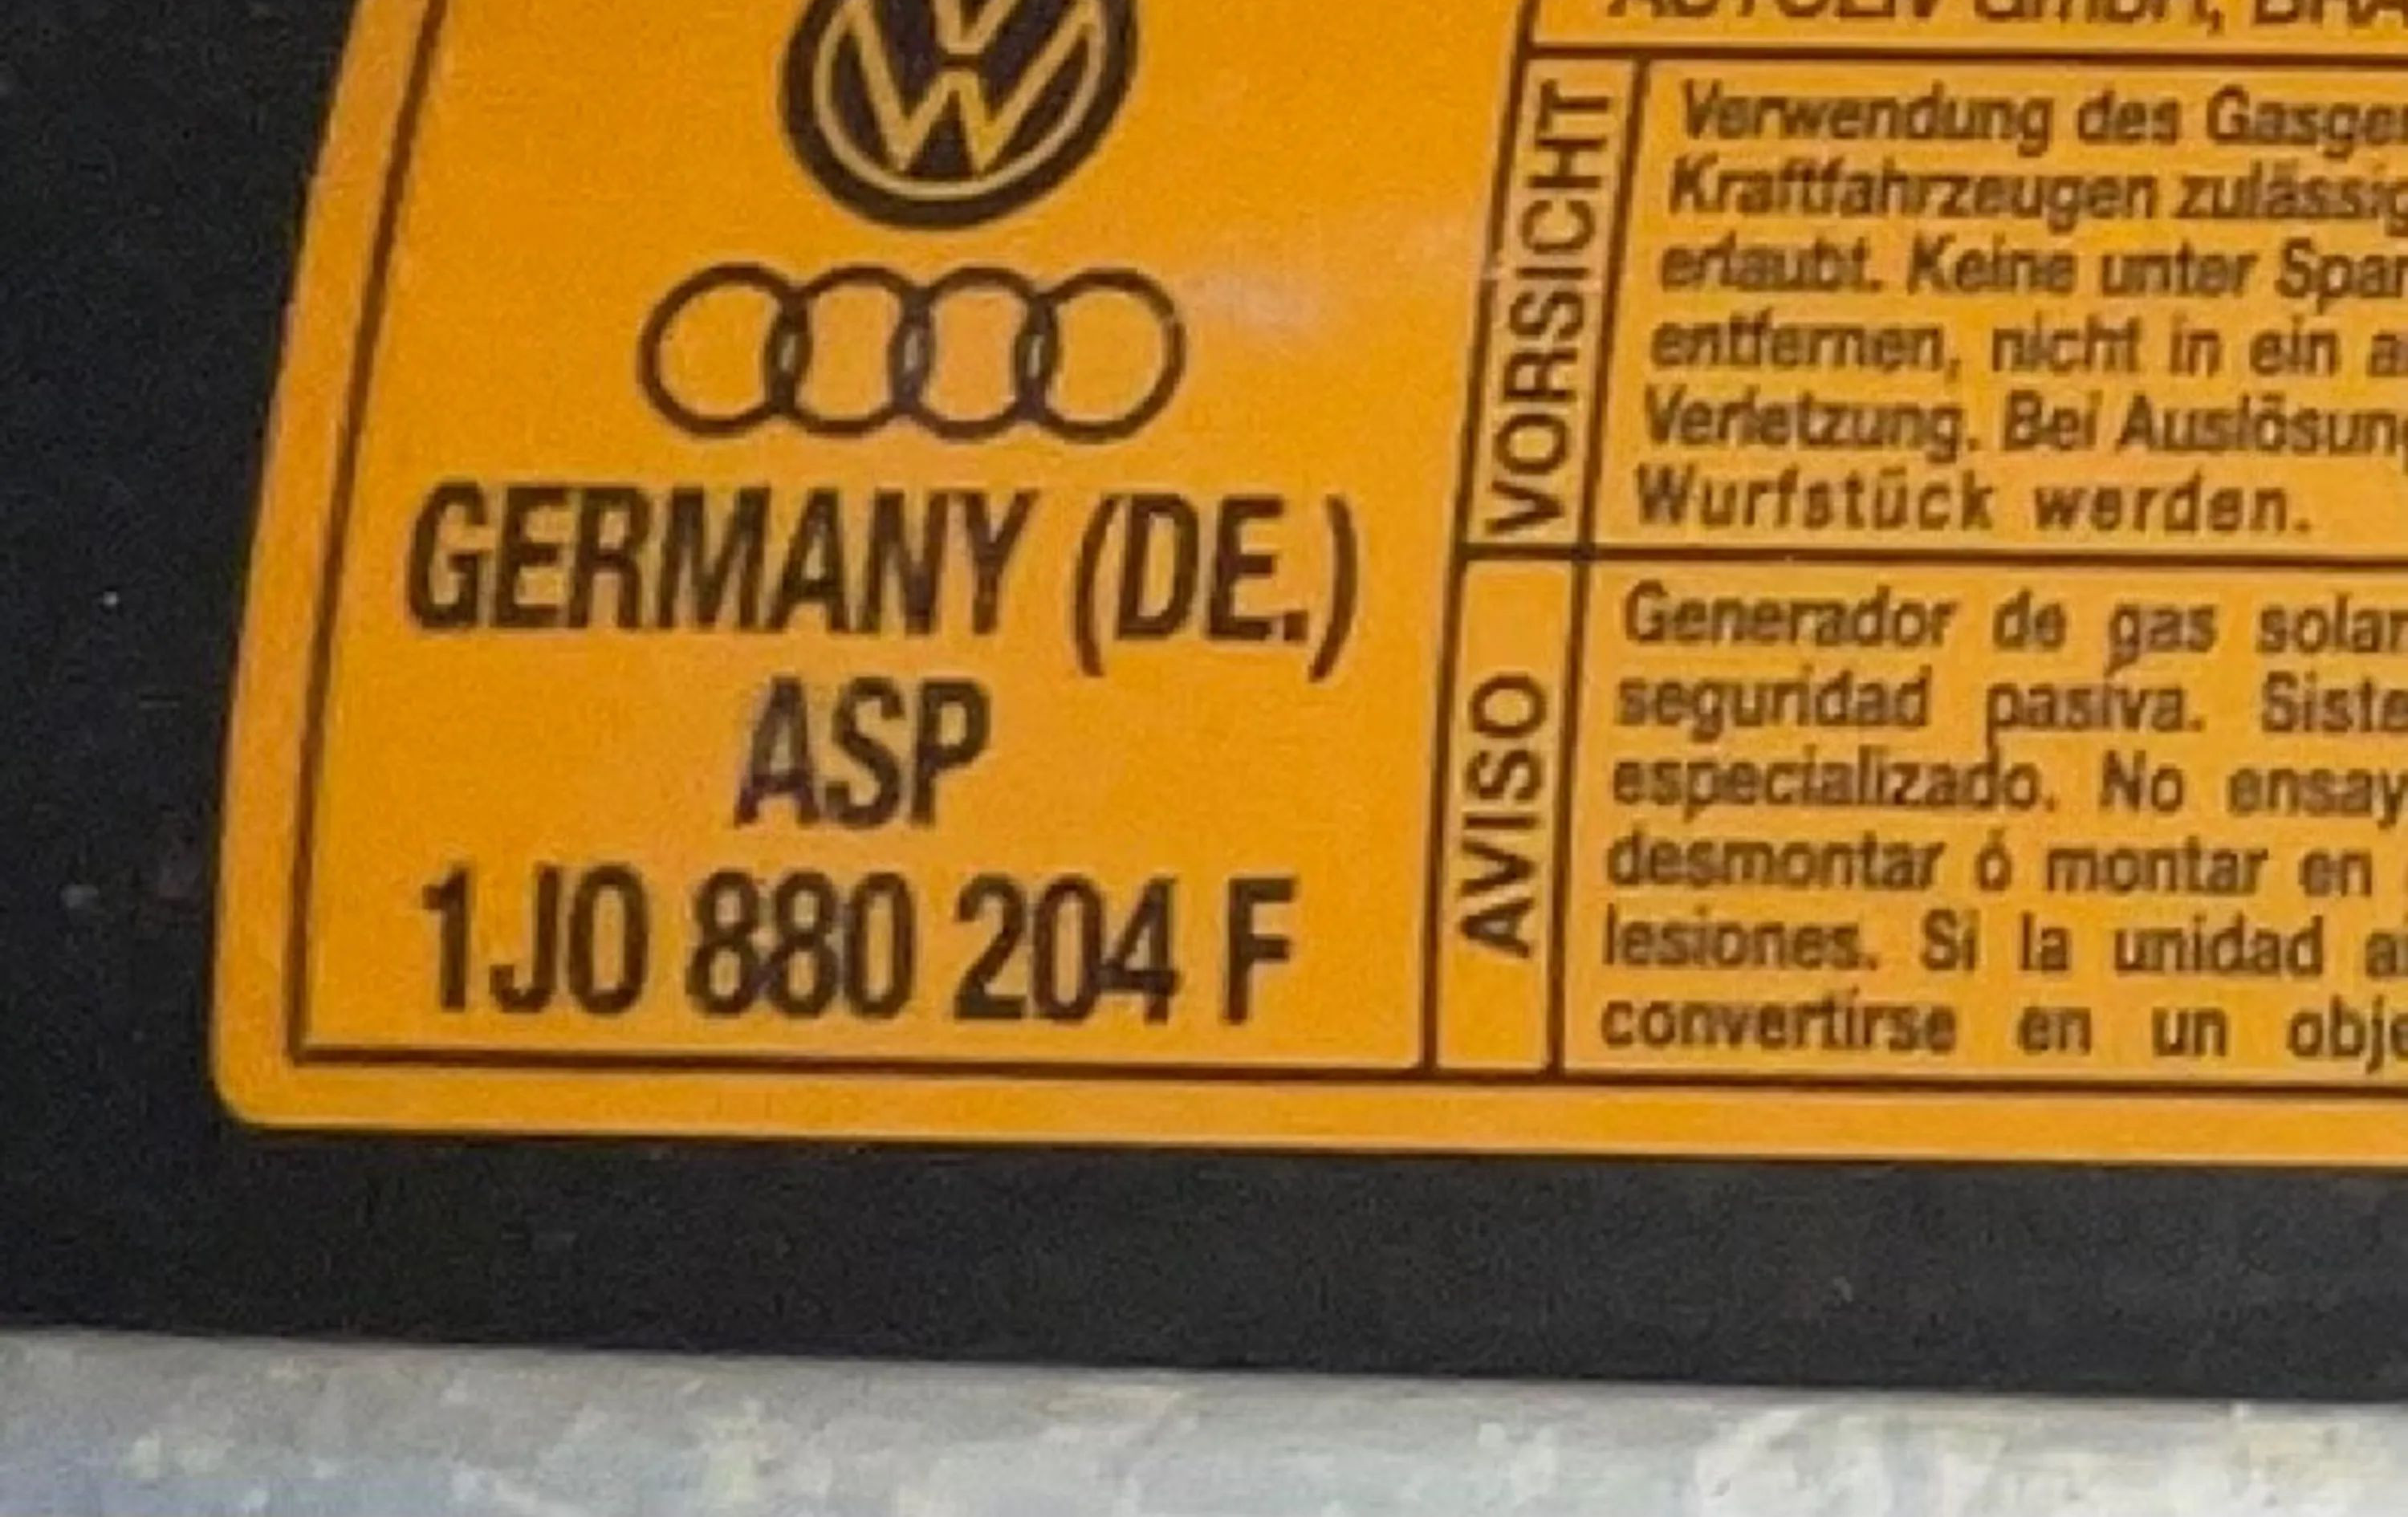 GERMANY (DE.)
ASP
1J0 880 204 F
VORSICHT
Verwendung des
Kraftfahrzeugen
erlaubt. Keine unter
entfernen, nicht in ein
Verletzung. Bei
Wurfstück werden.
AVISO
Generador de gas
seguridad pasiva.
especializado. No
desmontar ó montar en
lesiones. Si la unidad
convertirse en un